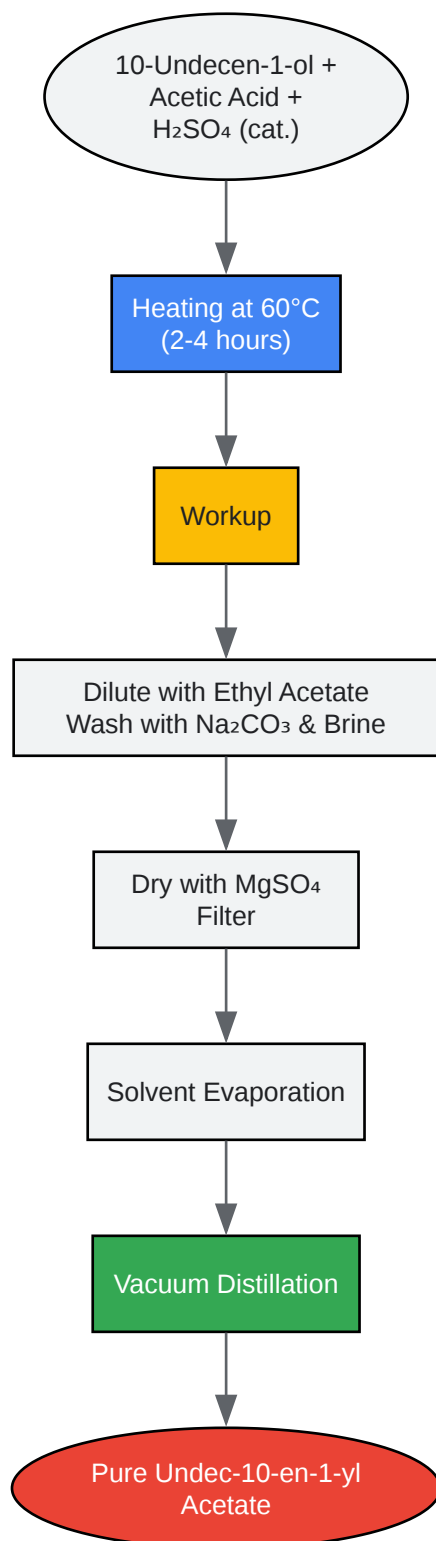 10-Undecen-1-ol +
Acetic Acid +
H₂SO₄ (cat.)
Heating at 60°C
(2-4 hours)
Workup
Dilute with Ethyl Acetate
Wash with Na₂CO₃ & Brine
Dry with MgSO₄
Filter
Solvent Evaporation
Vacuum Distillation
Pure Undec-10-en-1-yl
Acetate